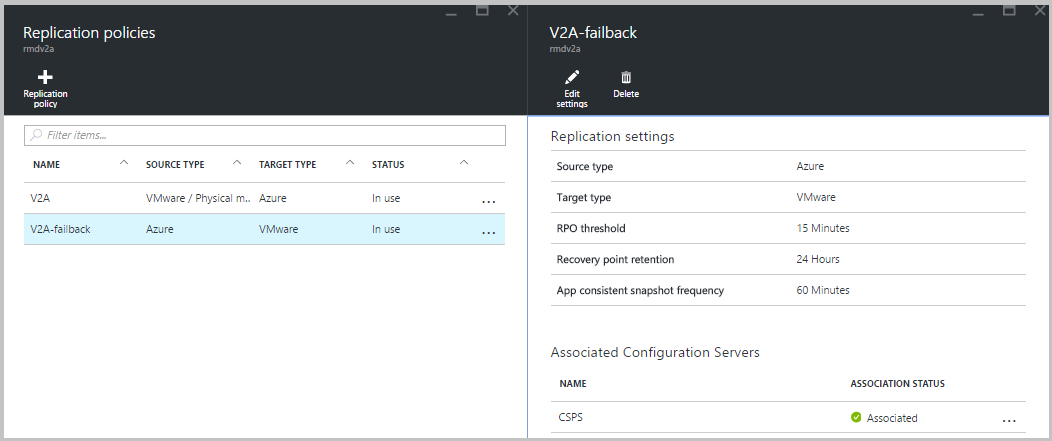 Replication policies
rmdv2a
Replication
policy
Filter items...
NAME SOURCE TYPE TARGET TYPE STATUS
V2A VMware / Physical m... Azure In use ...
V2A-failback Azure VMware In use ...
V2A-failback
rmdv2a
Edit
settings
Delete
Replication settings
Source type Azure
Target type VMware
RPO threshold 15 Minutes
Recovery point retention 24 Hours
App consistent snapshot frequency 60 Minutes
Associated Configuration Servers
NAME ASSOCIATION STATUS
CSPS Associated ...